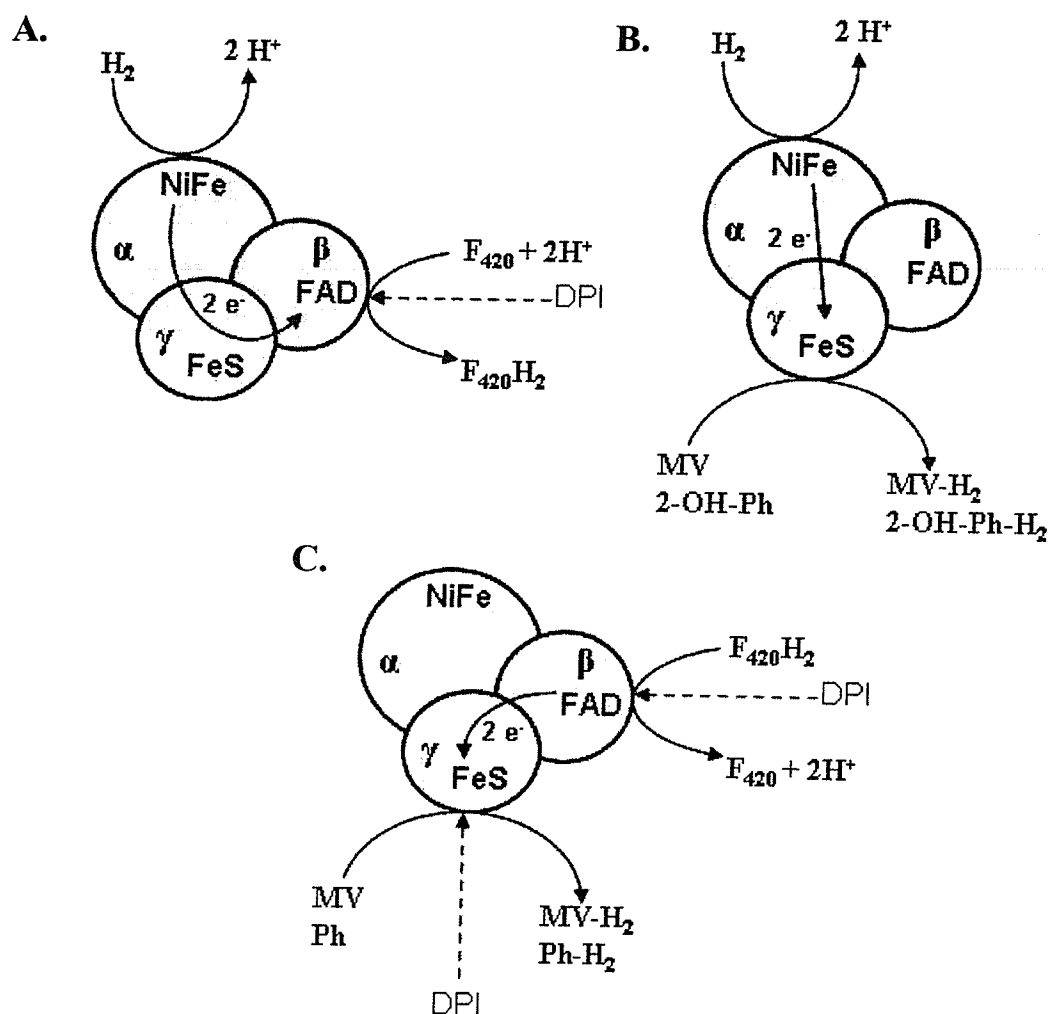 A.
H₂
2 H⁺
NiFe
α
β
FAD
2 e⁻
γ
FeS
F₄₂₀ + 2H⁺
DPI
F₄₂₀H₂
B.
H₂
2 H⁺
NiFe
α
2 e⁻
β
FAD
γ
FeS
MV
2-OH-Ph
MV-H₂
2-OH-Ph-H₂
C.
NiFe
α
β
FAD
2 e⁻
γ
FeS
F₄₂₀H₂
DPI
F₄₂₀ + 2H⁺
MV
Ph
MV-H₂
Ph-H₂
DPI